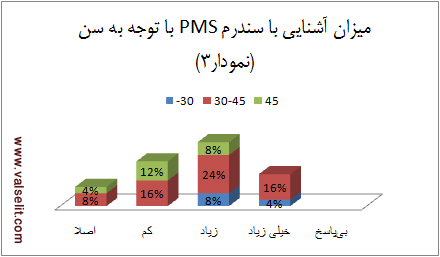 میزان آشنایی با سندرم PMS با توجه به سن
(نمودار۳)
-30 30-45 45
4%
8%
12%
16%
8%
24%
8%
16%
4%
اصلا کم زیاد خیلی زیاد بی‌پاسخ
www.valselit.com